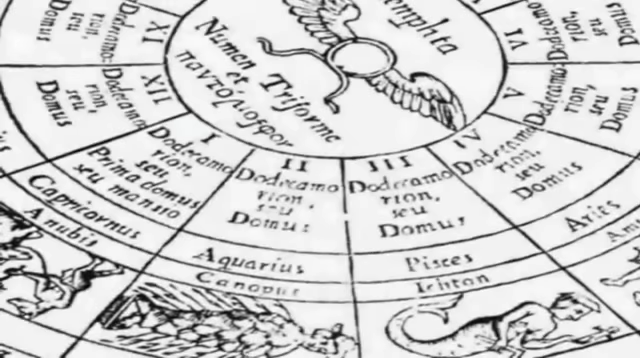 Numen
et
Triforme
XI
Dodecamo
rion,
seu
Domus
XII
Dodecamo
rion,
seu
Domus
I
Dodecamo
rion,
seu
Prima domus
seu mansio
Capricornus
Anubis
II
Dodecamo
rion,
seu
Domus
Aquarius
Canopus
III
Dodecamo
rion,
seu
Domus
Pisces
Ichton
IV
Dodecamo
rion,
seu
Domus
Aries
V
Dodecamo
rion,
seu
Domus
VI
Dodecamo
rion,
seu
Domus